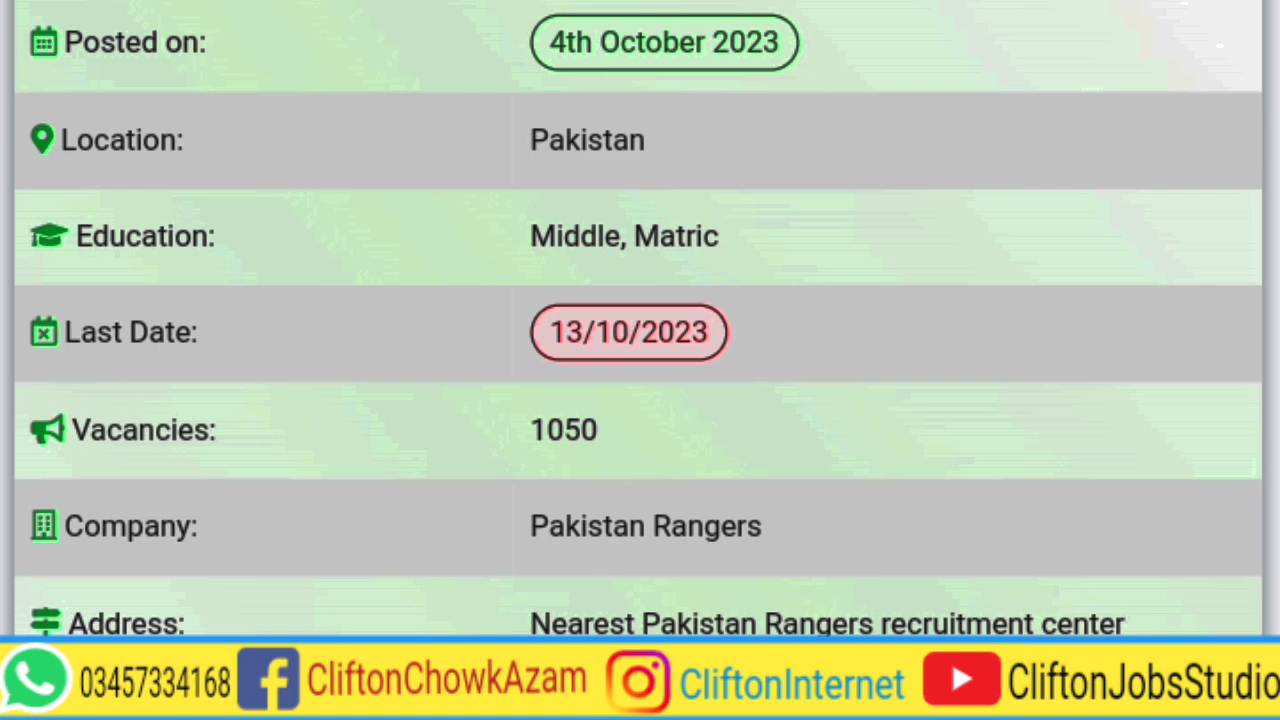 Posted on: 4th October 2023
Location: Pakistan
Education: Middle, Matric
Last Date: 13/10/2023
Vacancies: 1050
Company: Pakistan Rangers
Address: Nearest Pakistan Rangers recruitment center
03457334168 CliftonChowkAzam CliftonInternet CliftonJobsStudio